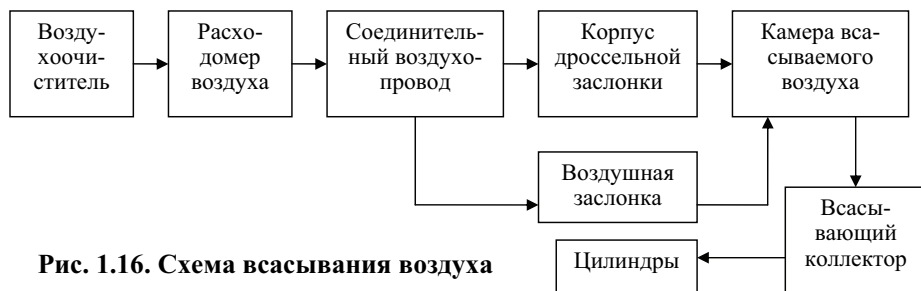 Возду-
хоочи-
ститель
Расхо-
домер
воздуха
Соединитель-
ный воздухо-
провод
Корпус
дроссельной
заслонки
Камера вса-
сываемого
воздуха
Воздушная
заслонка
Всасы-
вающий
коллектор
Цилиндры
Рис. 1.16. Схема всасывания воздуха